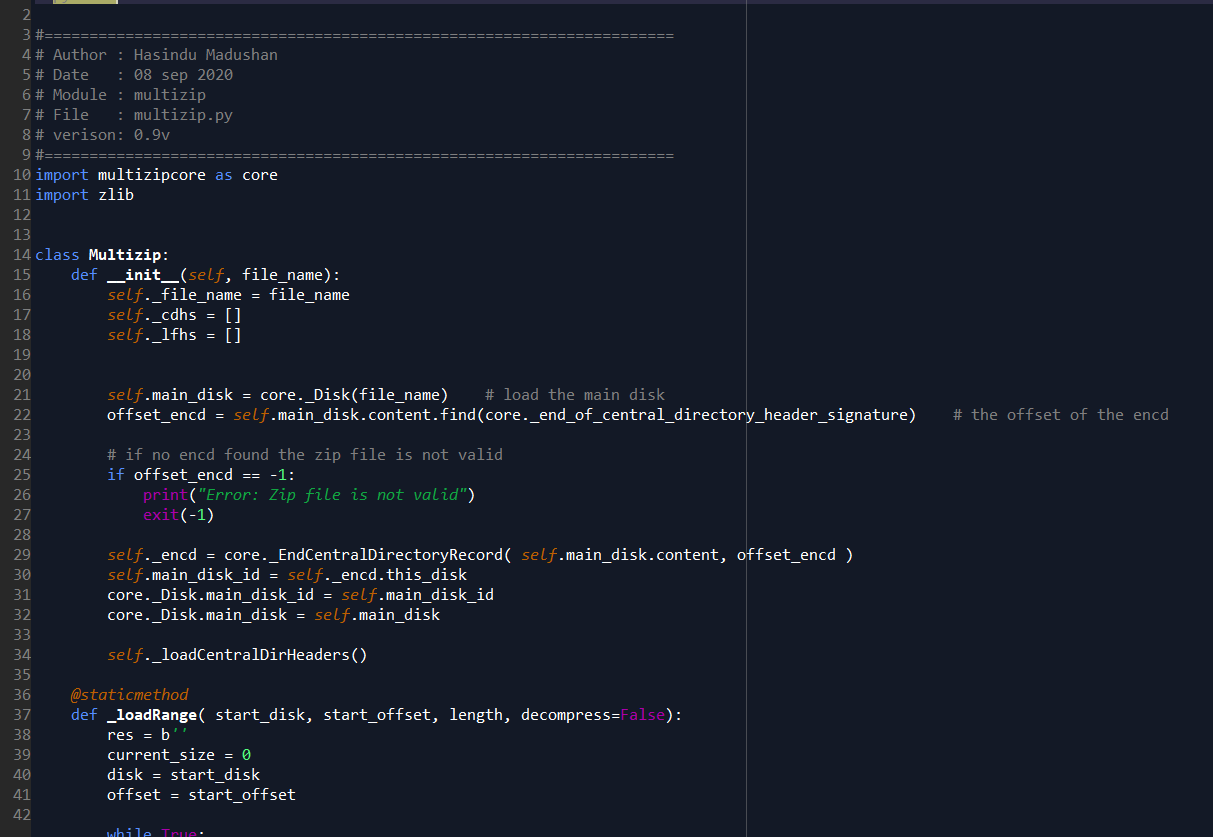 2
3 #======================================================================
4 # Author : Hasindu Madushan
5 # Date   : 08 sep 2020
6 # Module : multizip
7 # File   : multizip.py
8 # verison: 0.9v
9 #======================================================================
10 import multizipcore as core
11 import zlib
12
13
14 class Multizip:
15     def __init__(self, file_name):
16         self._file_name = file_name
17         self._cdhs = []
18         self._lfhs = []
19
20
21         self.main_disk = core._Disk(file_name)    # load the main disk
22         offset_encd = self.main_disk.content.find(core._end_of_central_directory_header_signature)    # the offset of the encd
23
24         # if no encd found the zip file is not valid
25         if offset_encd == -1:
26             print("Error: Zip file is not valid")
27             exit(-1)
28
29         self._encd = core._EndCentralDirectoryRecord( self.main_disk.content, offset_encd )
30         self.main_disk_id = self._encd.this_disk
31         core._Disk.main_disk_id = self.main_disk_id
32         core._Disk.main_disk = self.main_disk
33
34         self._loadCentralDirHeaders()
35
36     @staticmethod
37     def _loadRange( start_disk, start_offset, length, decompress=False):
38         res = b''
39         current_size = 0
40         disk = start_disk
41         offset = start_offset
42
        while True: